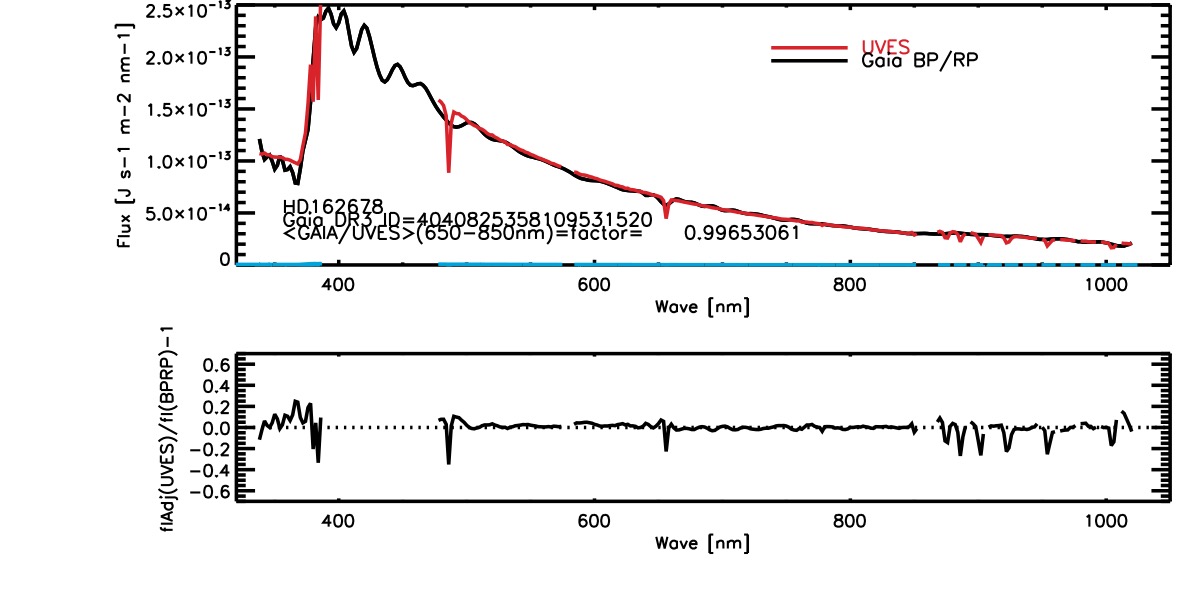 2.5×10−13
2.0×10−13
1.5×10−13
1.0×10−13
5.0×10−14
0
Flux [J s−1 m−2 nm−1]
UVES
Gaia BP/RP
HD162678
Gaia DR3 ID=4040825358109531520
<GAIA/UVES>(650−850nm)=factor= 0.99653061
400 600 800 1000
Wave [nm]
flAdj(UVES)/fl(BPRP)−1
0.6
0.4
0.2
0.0
−0.2
−0.4
−0.6
400 600 800 1000
Wave [nm]